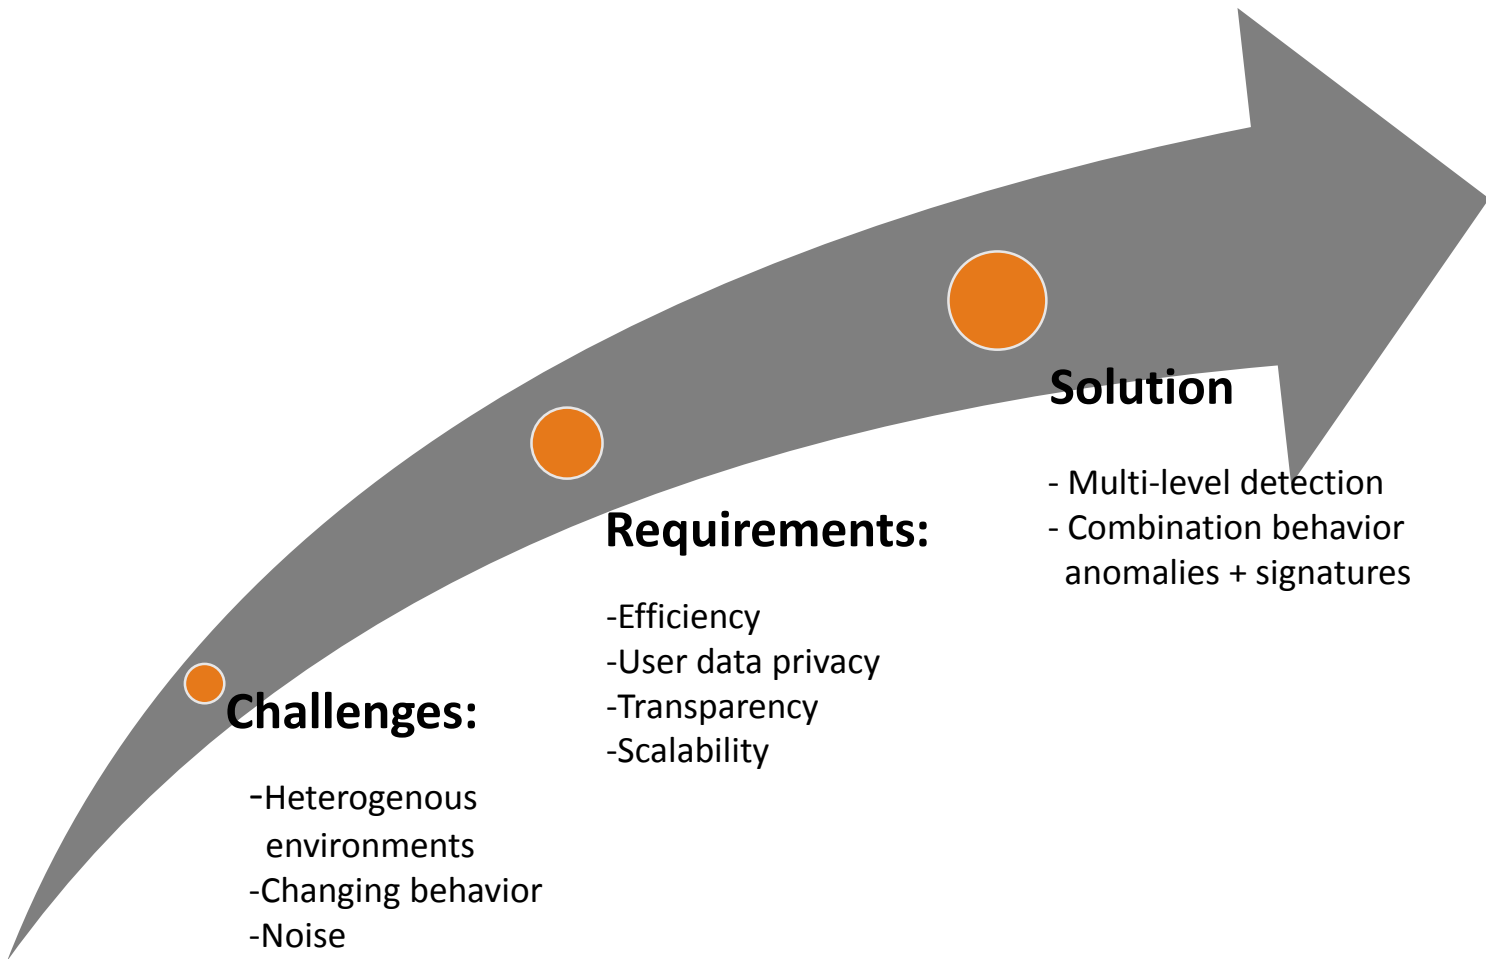 Challenges:
-Heterogenous
environments
-Changing behavior
-Noise
Requirements:
-Efficiency
-User data privacy
-Transparency
-Scalability
Solution
- Multi-level detection
- Combination behavior
anomalies + signatures